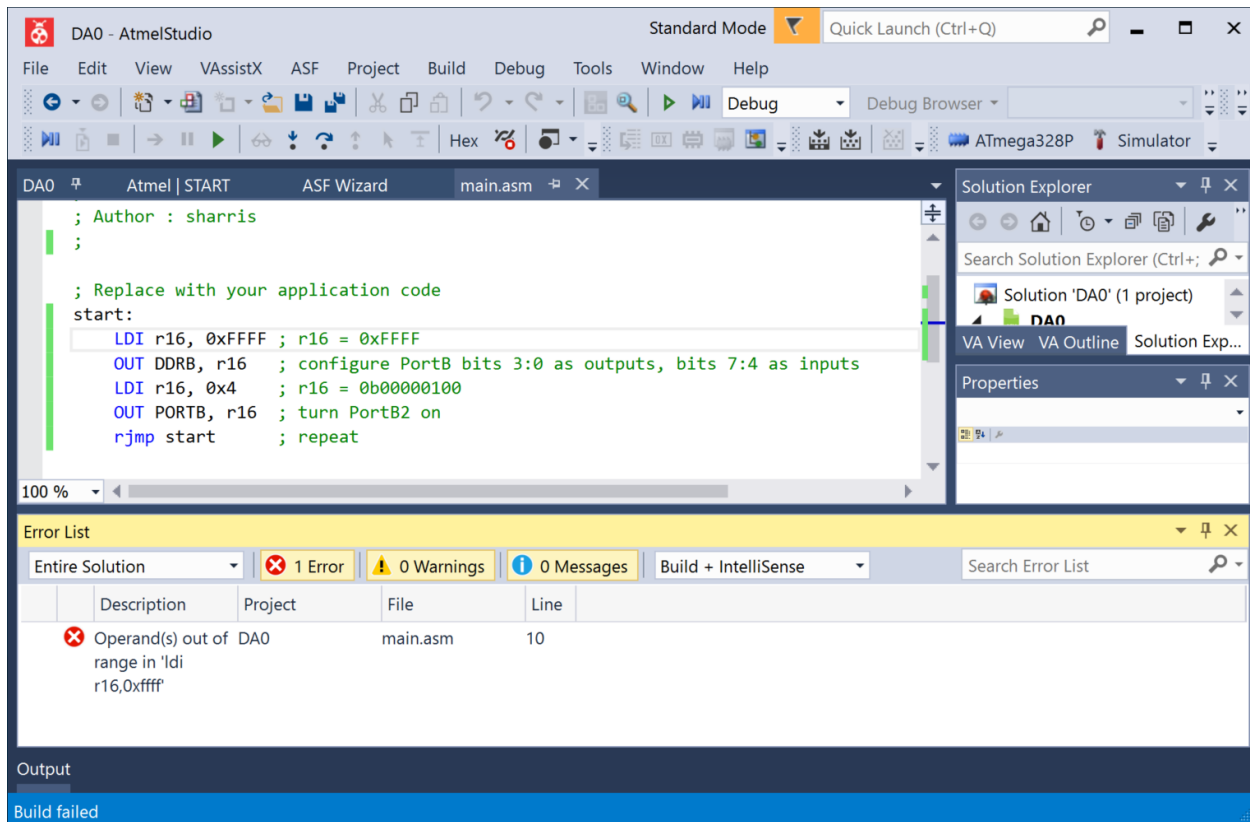 DA0 - AtmelStudio
Standard Mode
Quick Launch (Ctrl+Q)
File Edit View VAssistX ASF Project Build Debug Tools Window Help
Debug
Debug Browser
Hex
ATmega328P
Simulator
DA0
Atmel | START
ASF Wizard
main.asm
; Author : sharris
;
; Replace with your application code
start:
LDI r16, 0xFFFF ; r16 = 0xFFFF
OUT DDRB, r16 ; configure PortB bits 3:0 as outputs, bits 7:4 as inputs
LDI r16, 0x4 ; r16 = 0b00000100
OUT PORTB, r16 ; turn PortB2 on
rjmp start ; repeat
100 %
Solution Explorer
Search Solution Explorer (Ctrl+;
Solution 'DA0' (1 project)
DA0
VA View VA Outline Solution Exp...
Properties
Error List
Entire Solution
1 Error
0 Warnings
0 Messages
Build + IntelliSense
Search Error List
Description Project File Line
Operand(s) out of DA0 main.asm 10
range in 'ldi
r16,0xffff'
Output
Build failed